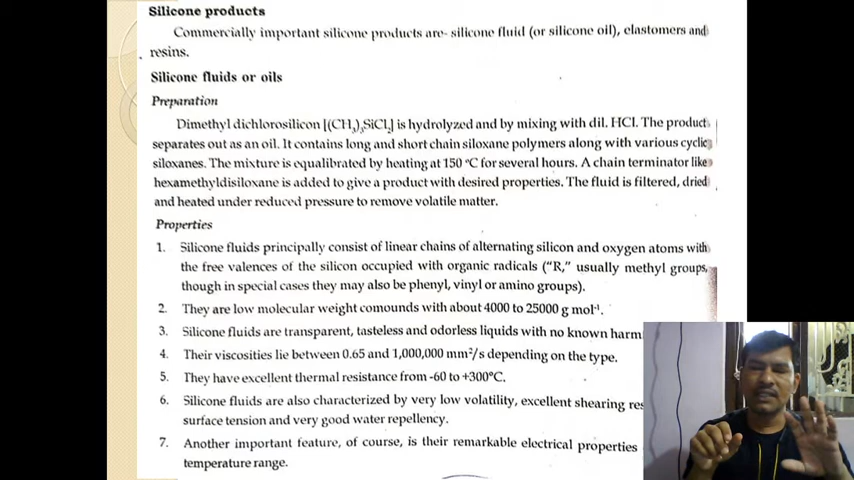 Silicone products
Commercially important silicone products are- silicone fluid (or silicone oil), elastomers and
resins.
Silicone fluids or oils
Preparation
Dimethyl dichlorosilicon [(CH3)3SiCl2] is hydrolyzed and by mixing with dil. HCl. The product
separates out as an oil. It contains long and short chain siloxane polymers along with various cyclic
siloxanes. The mixture is equalibrated by heating at 150 °C for several hours. A chain terminator like
hexamethyldisiloxane is added to give a product with desired properties. The fluid is filtered, dried
and heated under reduced pressure to remove volatile matter.
Properties
1. Silicone fluids principally consist of linear chains of alternating silicon and oxygen atoms with
the free valences of the silicon occupied with organic radicals ("R," usually methyl groups,
though in special cases they may also be phenyl, vinyl or amino groups).
2. They are low molecular weight comounds with about 4000 to 25000 g mol-1.
3. Silicone fluids are transparent, tasteless and odorless liquids with no known harm
4. Their viscosities lie between 0.65 and 1,000,000 mm2/s depending on the type.
5. They have excellent thermal resistance from -60 to +300°C.
6. Silicone fluids are also characterized by very low volatility, excellent shearing res
surface tension and very good water repellency.
7. Another important feature, of course, is their remarkable electrical properties
temperature range.